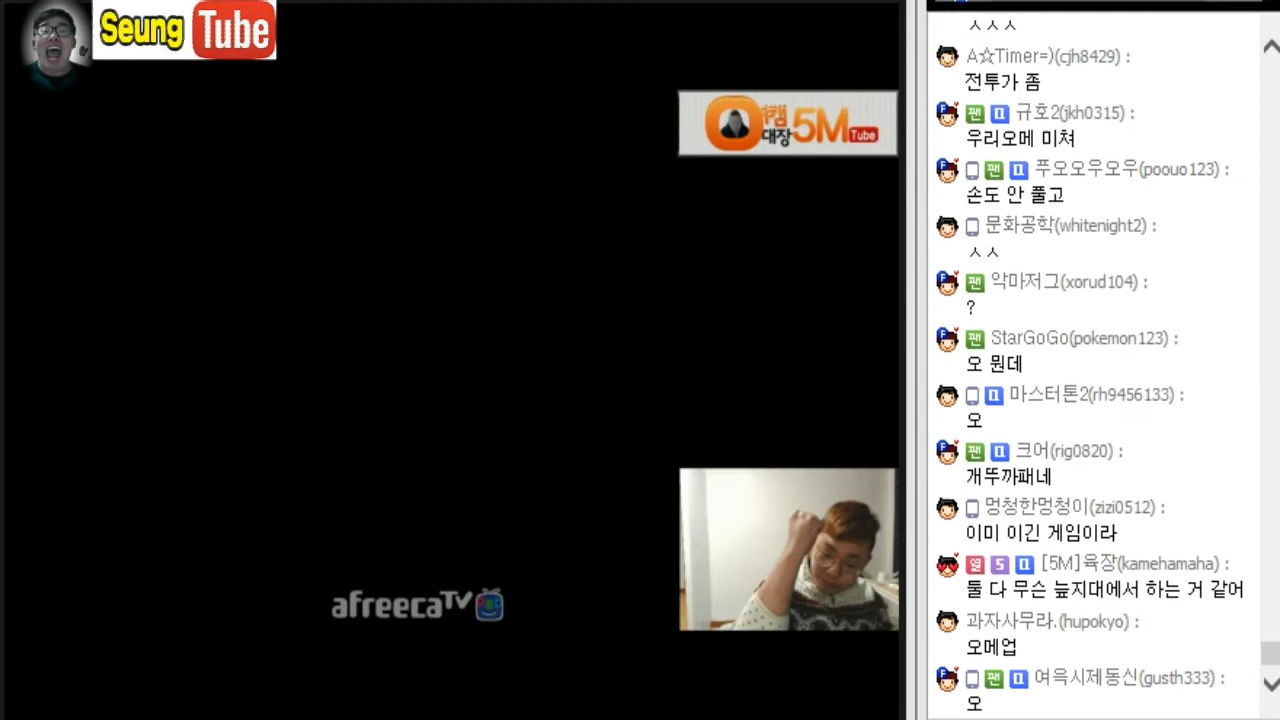 Seung Tube
캠
대장 5M Tube
afreecaTV
ㅅㅅㅅ
A☆Timer=)(cjh8429) :
전투가 좀
팬 규호2(jkh0315) :
우리오메 미쳐
팬 푸오오우오우(poouo123) :
손도 안 풀고
문화공학(whitenight2) :
ㅅㅅ
팬 악마저그(xorud104) :
?
팬 StarGoGo(pokemon123) :
오 뭔데
마스터톤2(rh9456133) :
오
팬 크어(rig0820) :
개뚜까패네
멍청한멍청이(zizi0512) :
이미 이긴 게임이라
열 S [5M]육장(kamehamaha) :
둘 다 무슨 늪지대에서 하는 거 같어
과자사무라.(hupokyo) :
오메업
팬 여윽시제동신(gusth333) :
오